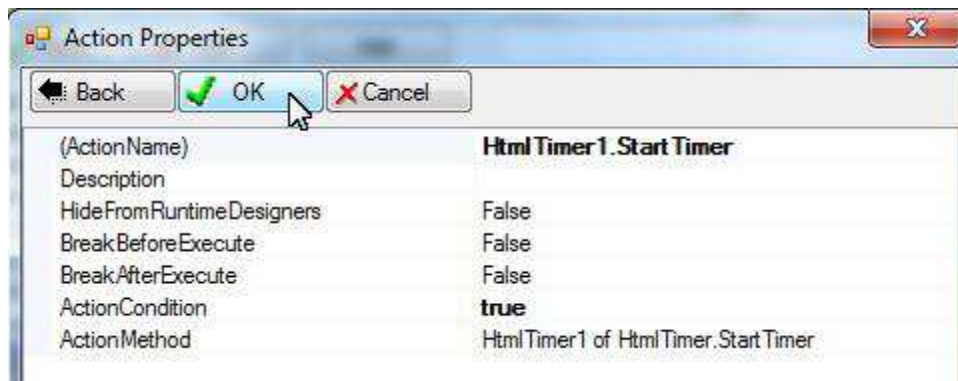 Action Properties
Back OK Cancel
(ActionName) HtmlTimer1.StartTimer
Description
HideFromRuntimeDesigners False
BreakBeforeExecute False
BreakAfterExecute False
ActionCondition true
ActionMethod HtmlTimer1 of HtmlTimer.StartTimer